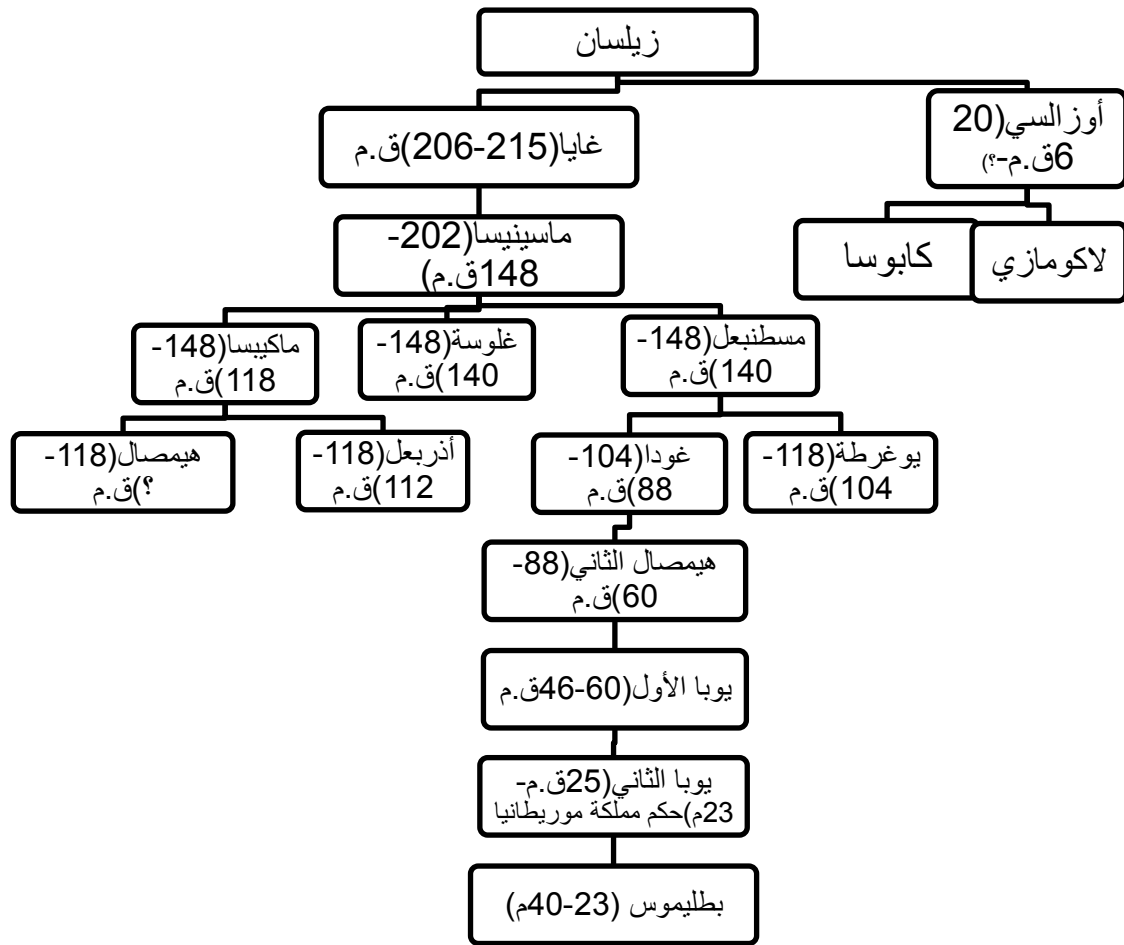 زيلسان
أوزالسي(20
6ق.م-؟)
غايا(215-206)ق.م
ماسينيسا(202-
148ق.م)
كابوسا
لاكومازي
مسطنبعل(148-
140)ق.م
غلوسة(148-
140)ق.م
ماكيبسا(148-
118)ق.م
يوغرطة(118-
104)ق.م
غودا(104-
88)ق.م
أذربعل(118-
112)ق.م
هيمصال(118-
؟)ق.م
هيمصال الثاني(88-
60)ق.م
يوبا الأول(60-46ق.م
يوبا الثاني(25ق.م-
23م)حكم مملكة موريطانيا
بطليموس (23-40م)